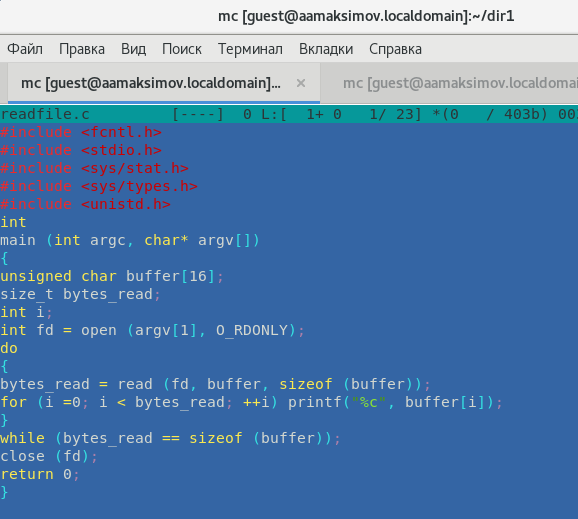 mc [guest@aamaksimov.localdomain]:~/dir1
Файл Правка Вид Поиск Терминал Вкладки Справка
mc [guest@aamaksimov.localdomain]... × mc [guest@aamaksimov.localdomai
readfile.c [----] 0 L:[ 1+ 0 1/ 23] *(0 / 403b) 00
#include <fcntl.h>
#include <stdio.h>
#include <sys/stat.h>
#include <sys/types.h>
#include <unistd.h>
int
main (int argc, char* argv[])
{
unsigned char buffer[16];
size_t bytes_read;
int i;
int fd = open (argv[1], O_RDONLY);
do
{
bytes_read = read (fd, buffer, sizeof (buffer));
for (i =0; i < bytes_read; ++i) printf("%c", buffer[i]);
}
while (bytes_read == sizeof (buffer));
close (fd);
return 0;
}